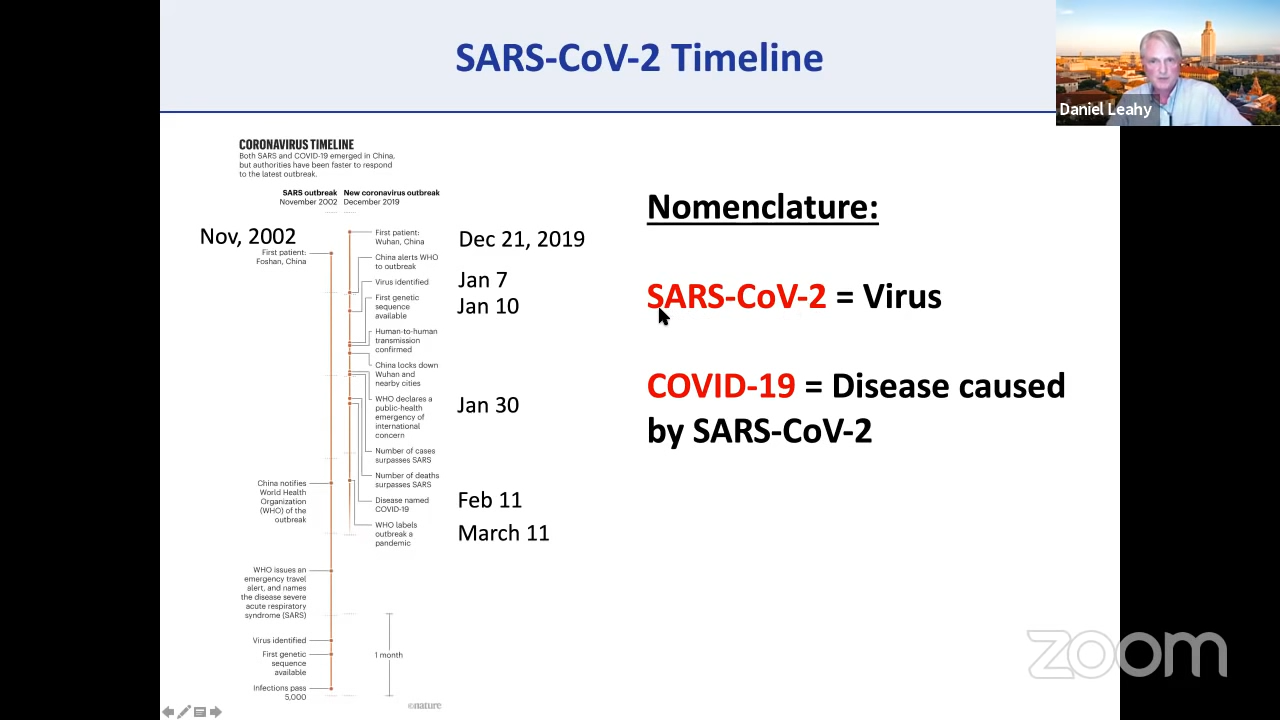 SARS-CoV-2 Timeline
Daniel Leahy
CORONAVIRUS TIMELINE
Both SARS and COVID-19 emerged in China,
but authorities have been faster to respond
to the latest outbreak.
SARS outbreak
November 2002
New coronavirus outbreak
December 2019
Nov, 2002
First patient:
Foshan, China
China notifies
World Health
Organization
(WHO) of the
outbreak
WHO issues an
emergency travel
alert, and names
the disease severe
acute respiratory
syndrome (SARS)
Virus identified
First genetic
sequence
available
Infections pass
5,000
First patient:
Wuhan, China
China alerts WHO
to outbreak
Virus identified
First genetic
sequence
available
Human-to-human
transmission
confirmed
China locks down
Wuhan and
nearby cities
WHO declares a
public-health
emergency of
international
concern
Number of cases
surpasses SARS
Number of deaths
surpasses SARS
Disease named
COVID-19
WHO labels
outbreak a
pandemic
1 month
©nature
Dec 21, 2019
Jan 7
Jan 10
Jan 30
Feb 11
March 11
Nomenclature:
SARS-CoV-2 = Virus
COVID-19 = Disease caused
by SARS-CoV-2
zoom